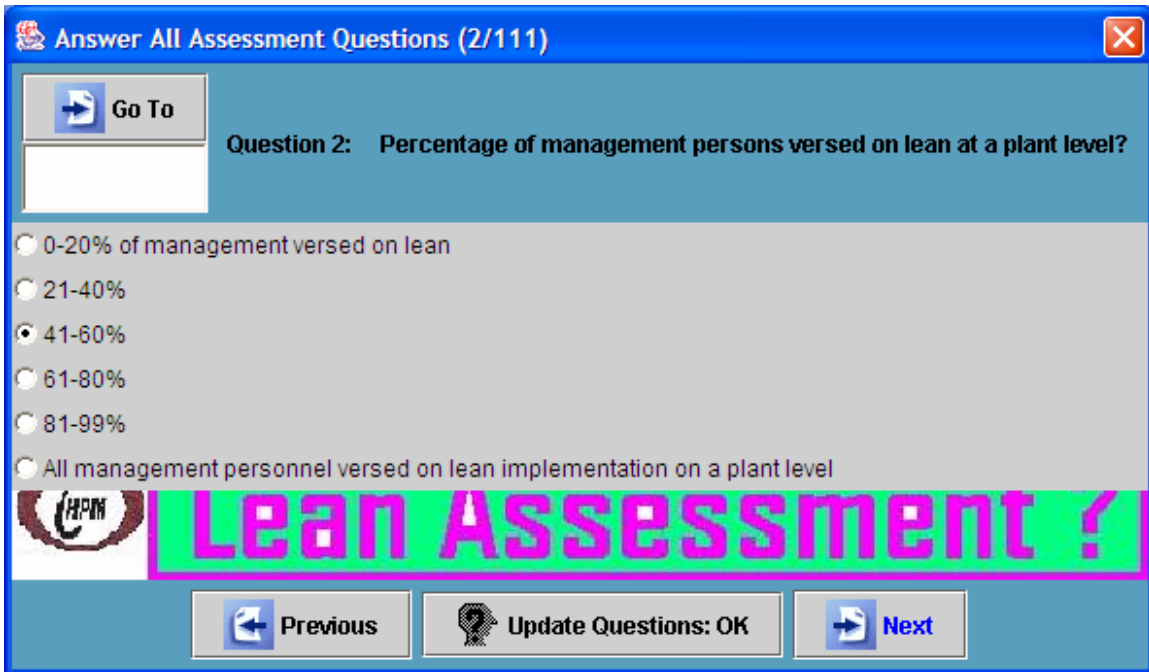 Answer All Assessment Questions (2/111)
Go To
Question 2: Percentage of management persons versed on lean at a plant level?
0-20% of management versed on lean
21-40%
41-60%
61-80%
81-99%
All management personnel versed on lean implementation on a plant level
CHPM
Lean Assessment ?
Previous
Update Questions: OK
Next